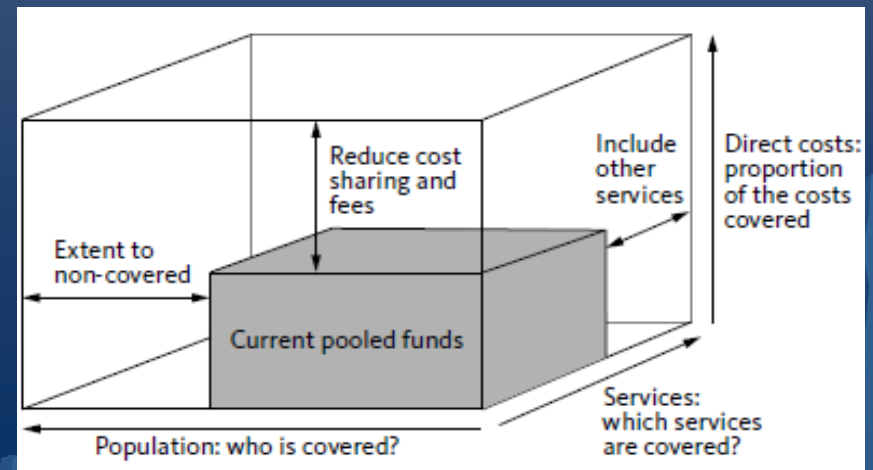 Reduce cost
sharing and
fees
Include
other
services
Direct costs:
proportion
of the costs
covered
Extent to
non-covered
Current pooled funds
Services:
which services
are covered?
Population: who is covered?